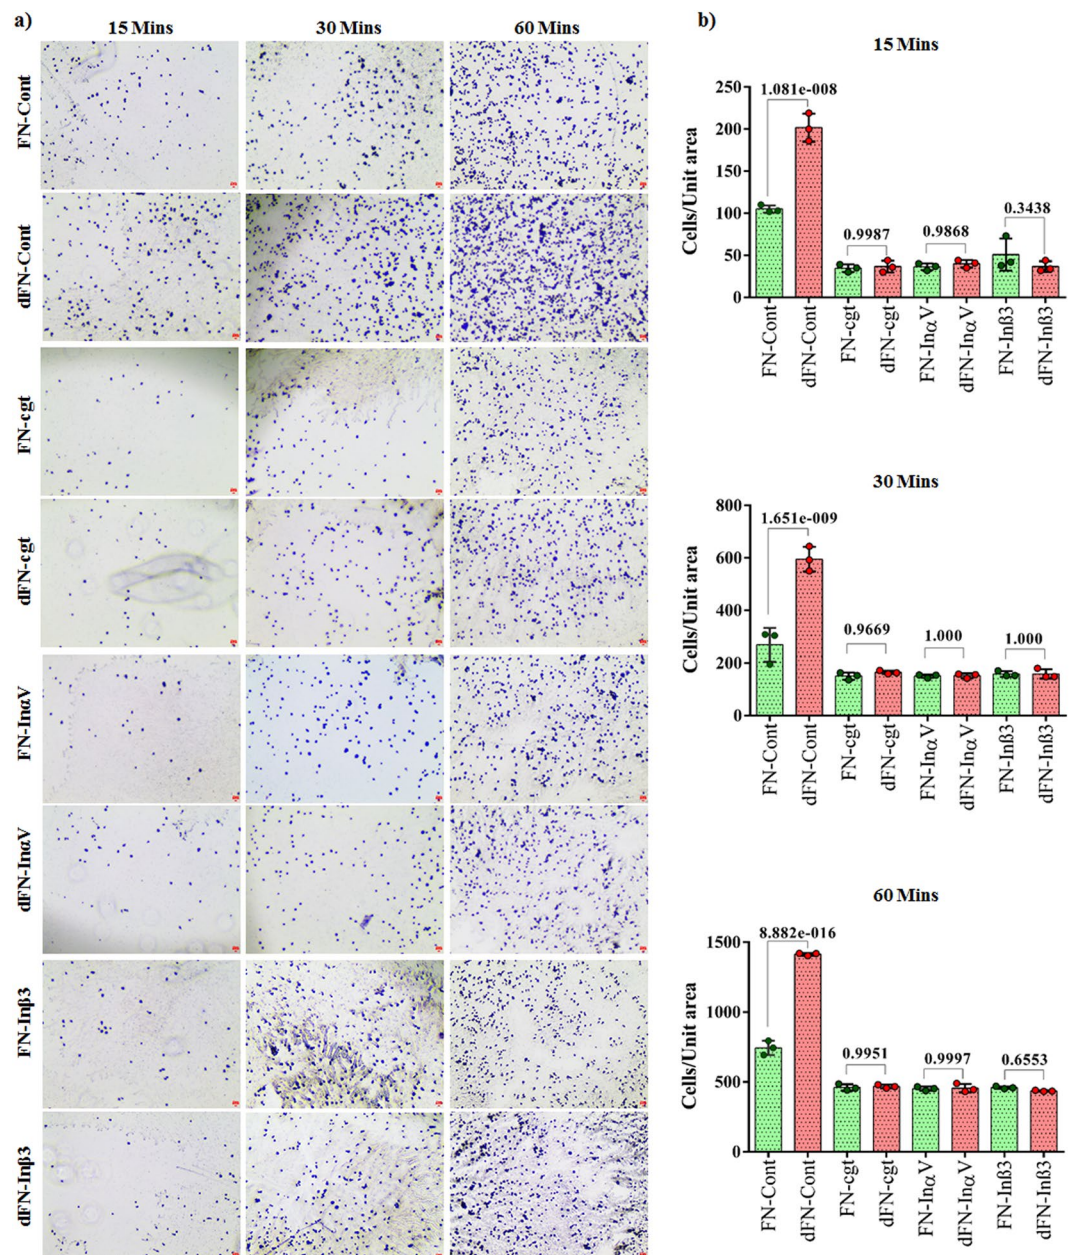 a)
15 Mins 30 Mins 60 Mins
FN-Cont
dFN-Cont
FN-cgt
dFN-cgt
FN-InαV
dFN-InαV
FN-Inβ3
dFN-Inβ3
b)
15 Mins
Cells/Unit area
250
200
150
100
50
0
1.081e-008
0.9987
0.9868
0.3438
FN-Cont
dFN-Cont
FN-cgt
dFN-cgt
FN-InαV
dFN-InαV
FN-Inß3
dFN-Inß3
30 Mins
Cells/Unit area
800
600
400
200
0
1.651e-009
0.9669
1.000
1.000
FN-Cont
dFN-Cont
FN-cgt
dFN-cgt
FN-InαV
dFN-InαV
FN-Inß3
dFN-Inß3
60 Mins
Cells/Unit area
1500
1000
500
0
8.882e-016
0.9951
0.9997
0.6553
FN-Cont
dFN-Cont
FN-cgt
dFN-cgt
FN-InαV
dFN-InαV
FN-Inß3
dFN-Inß3